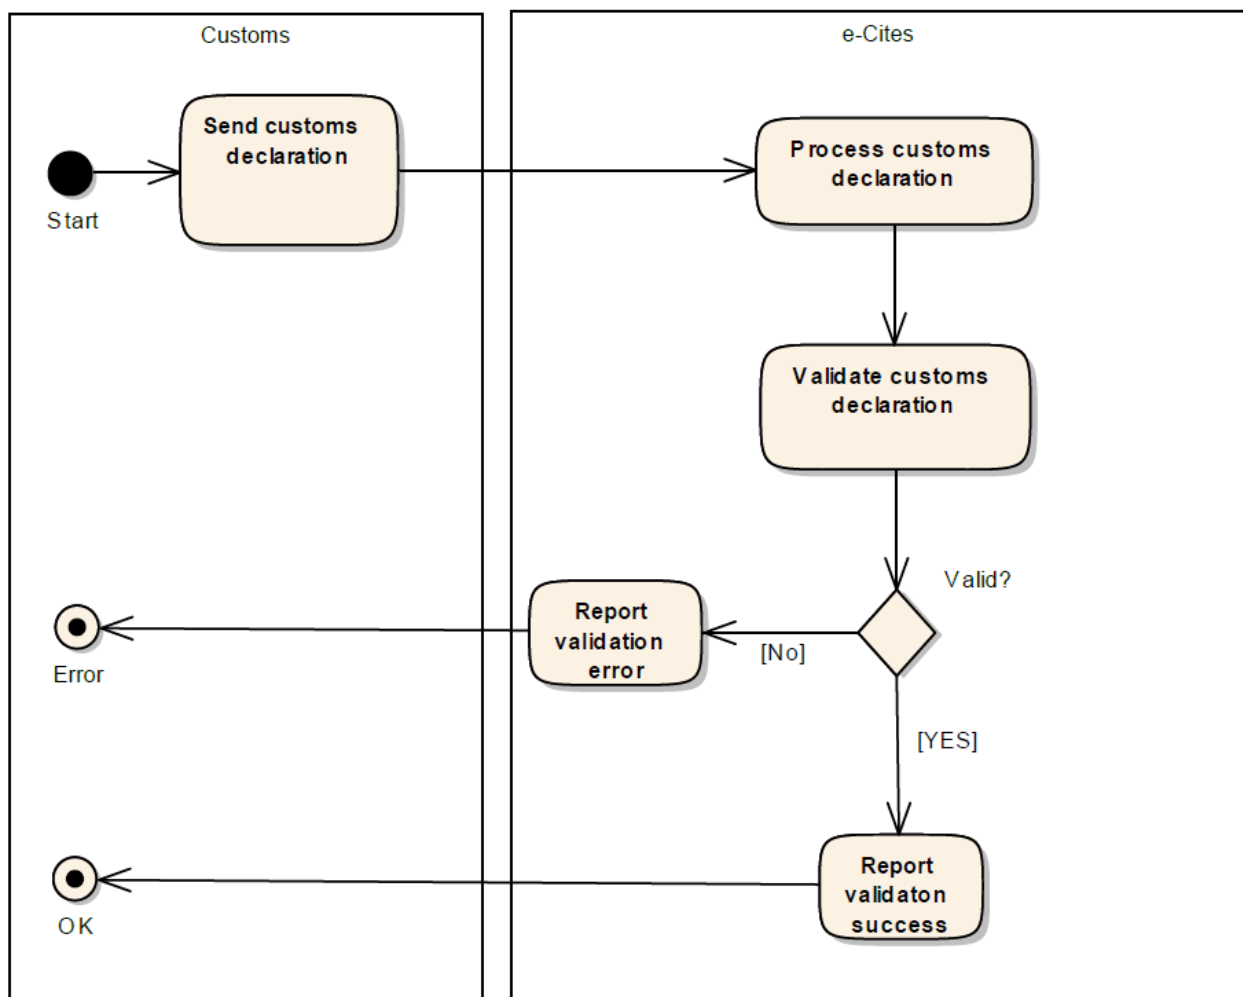 Customs
e-Cites
Send customs
declaration
Process customs
declaration
Start
Validate customs
declaration
Valid?
Report
validation
error
[No]
Error
[YES]
Report
validaton
success
OK